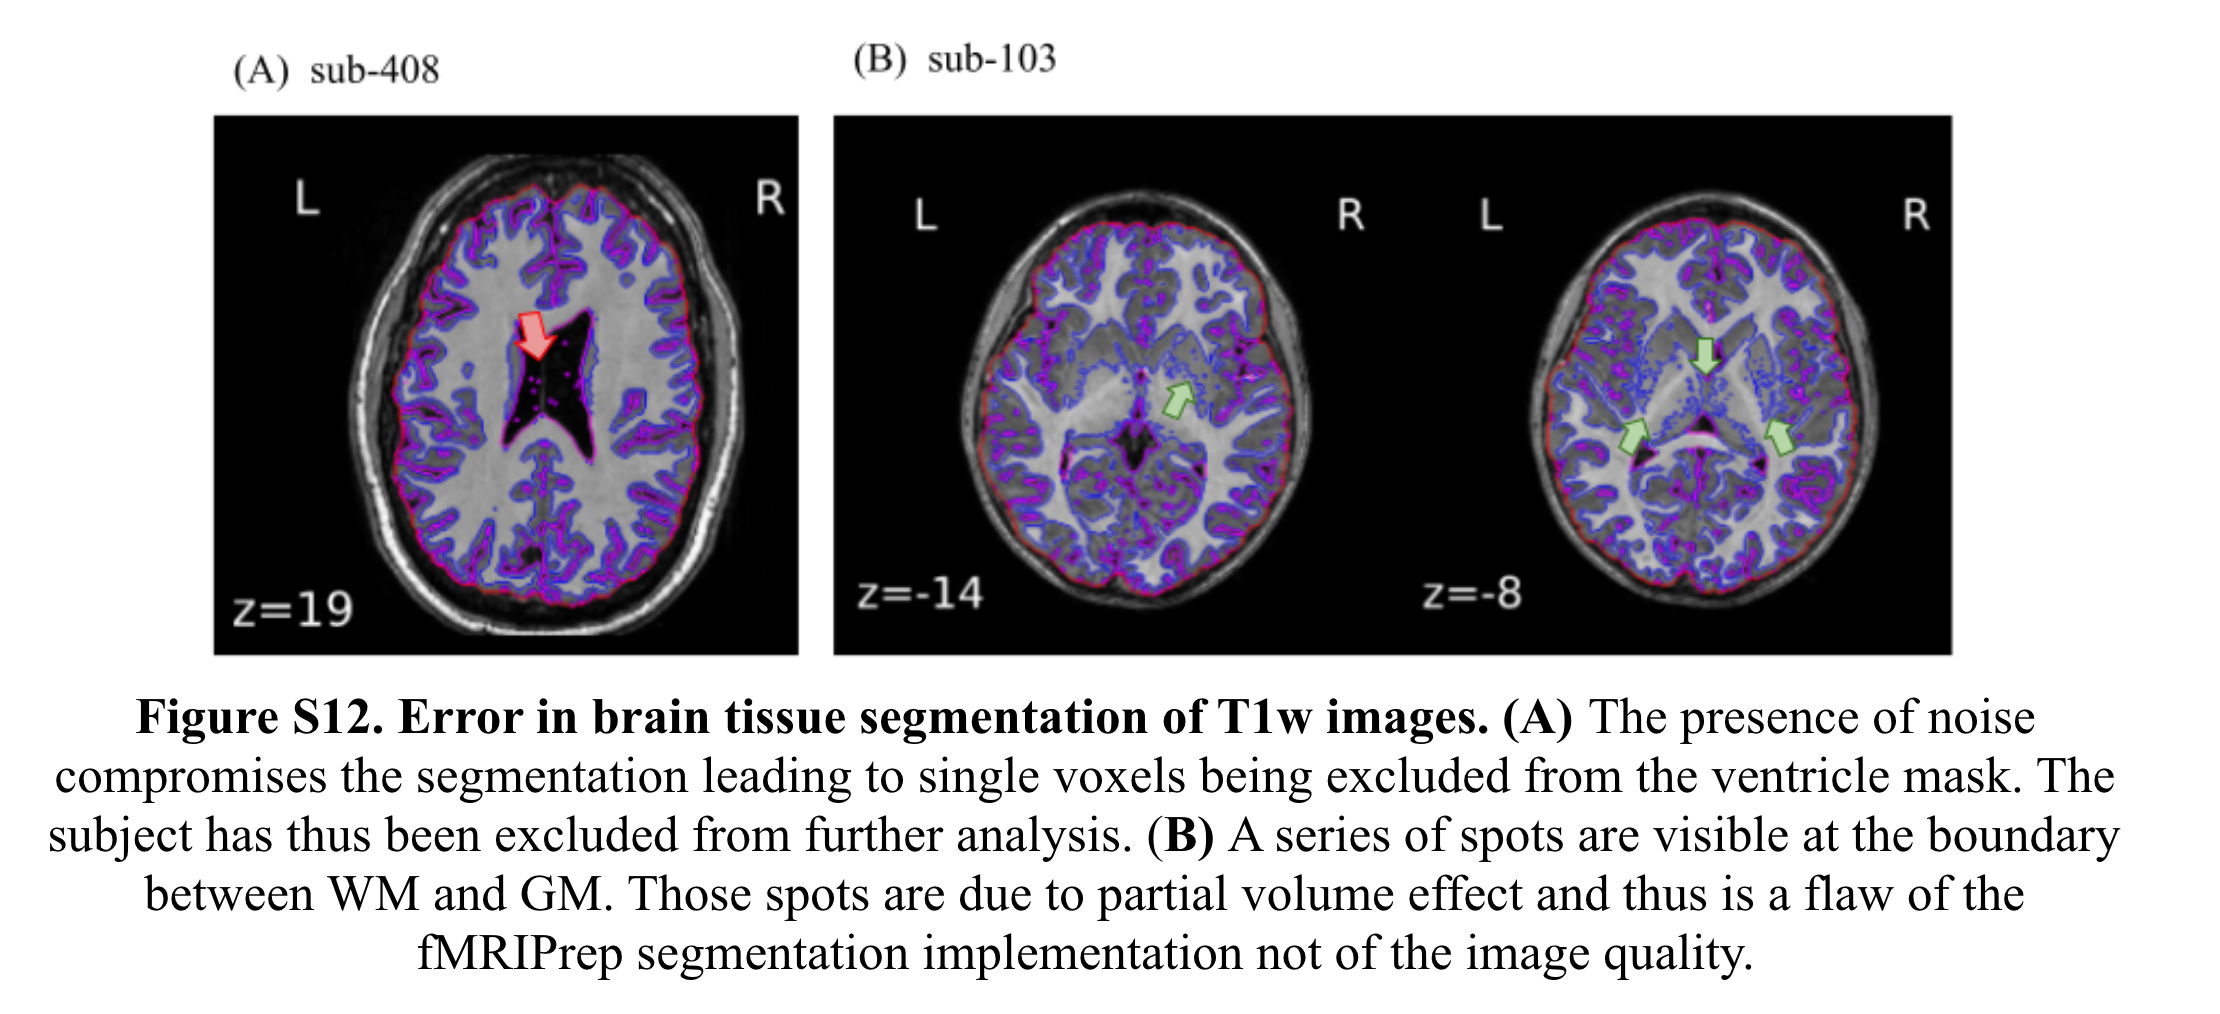 (A) sub-408
(B) sub-103
L R
L R
L R
z=19
z=-14
z=-8
Figure S12. Error in brain tissue segmentation of T1w images. (A) The presence of noise
compromises the segmentation leading to single voxels being excluded from the ventricle mask. The
subject has thus been excluded from further analysis. (B) A series of spots are visible at the boundary
between WM and GM. Those spots are due to partial volume effect and thus is a flaw of the
fMRIPrep segmentation implementation not of the image quality.